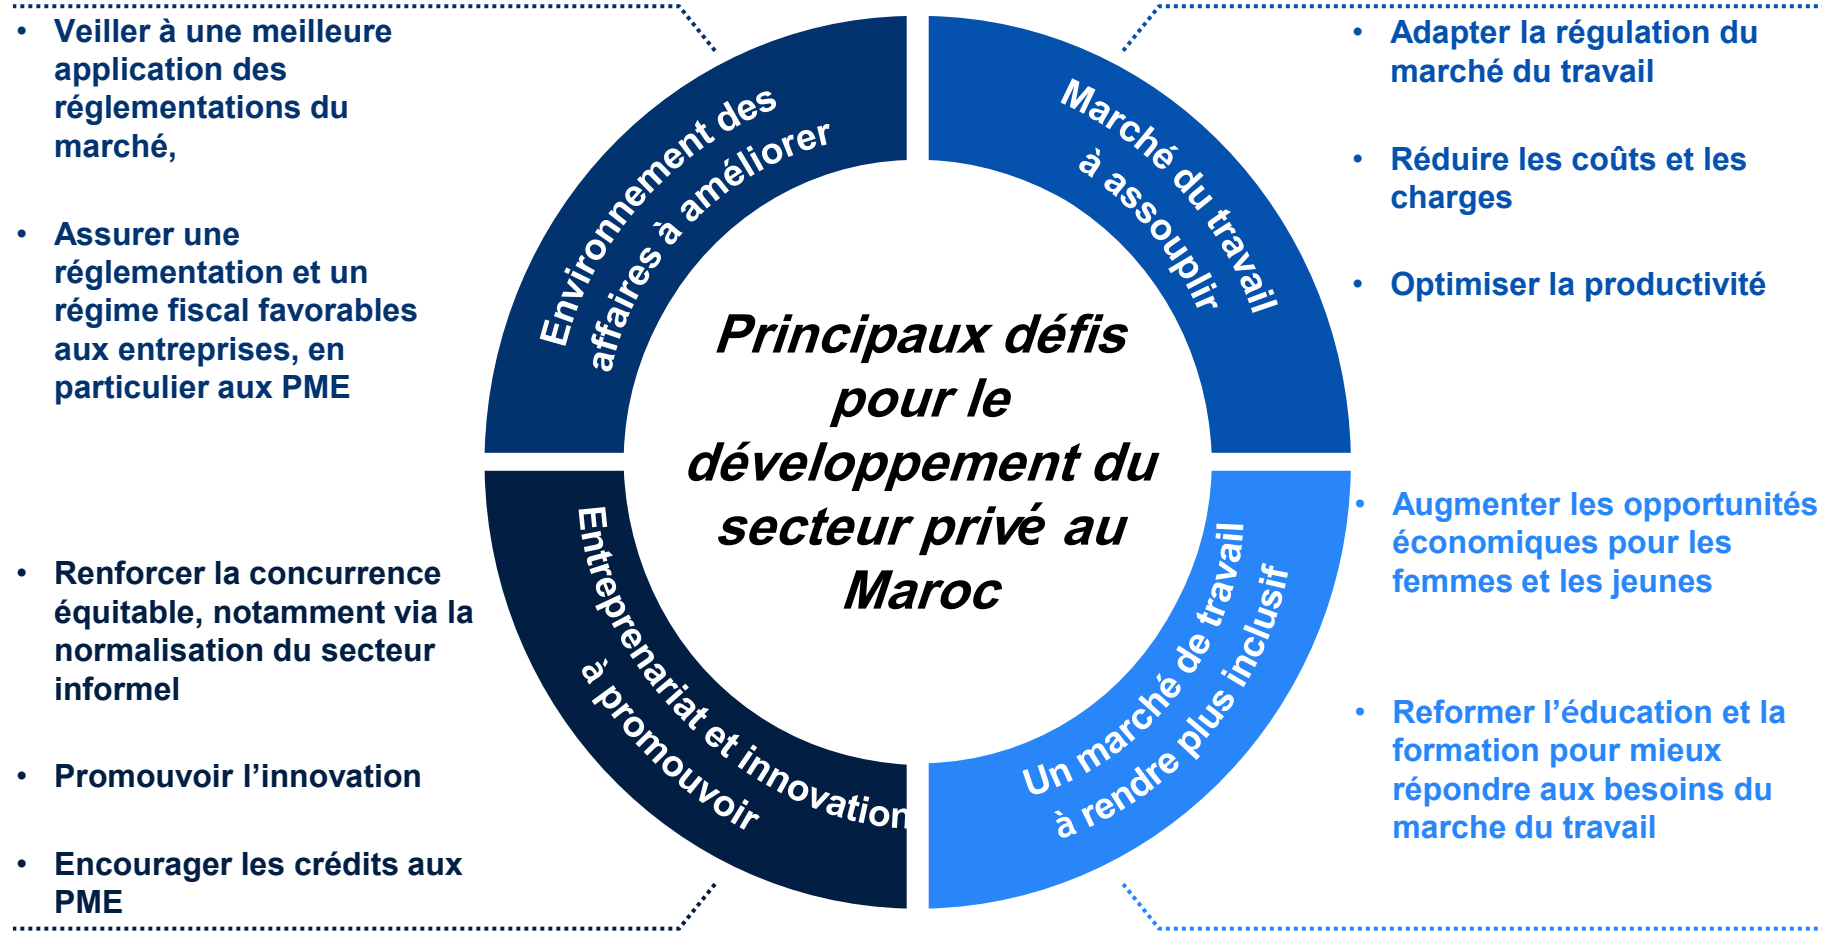 • Veiller à une meilleure
application des
réglementations du
marché,
• Assurer une
réglementation et un
régime fiscal favorables
aux entreprises, en
particulier aux PME
Environnement des
affaires à améliorer
Marché du travail
à assouplir
• Adapter la régulation du
marché du travail
• Réduire les coûts et les
charges
• Optimiser la productivité
Principaux défis
pour le
développement du
secteur privé au
Maroc
• Renforcer la concurrence
équitable, notamment via la
normalisation du secteur
informel
• Promouvoir l’innovation
• Encourager les crédits aux
PME
Entreprenariat et innovation
à promouvoir
Un marché de travail
à rendre plus inclusif
• Augmenter les opportunités
économiques pour les
femmes et les jeunes
• Reformer l’éducation et la
formation pour mieux
répondre aux besoins du
marche du travail